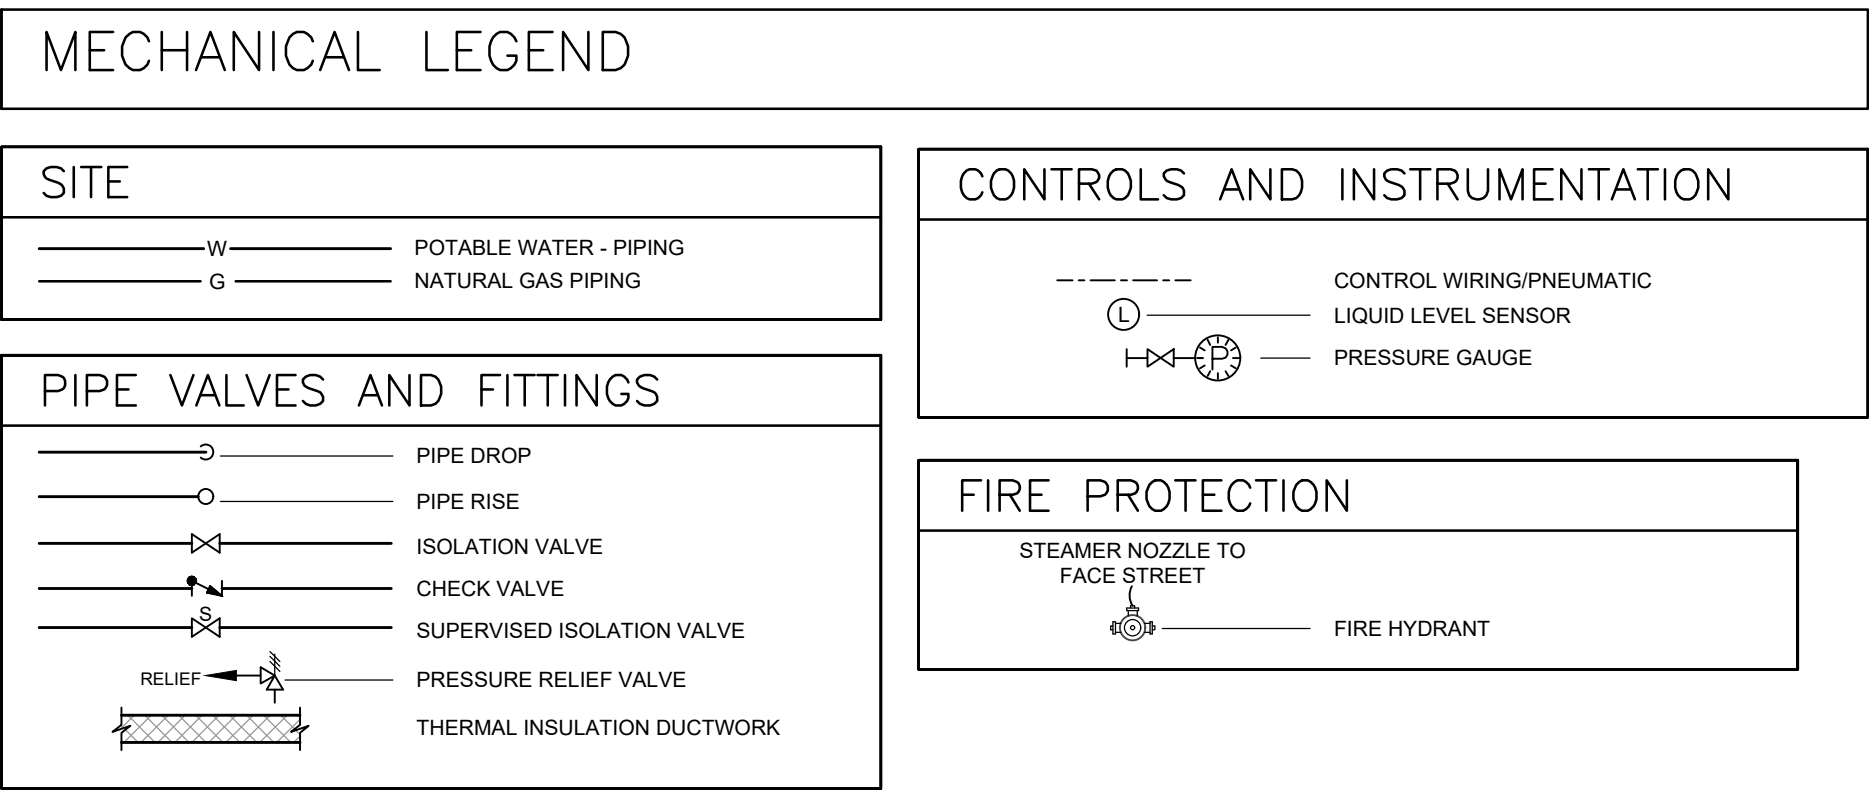 MECHANICAL LEGEND
SITE
W POTABLE WATER - PIPING
G NATURAL GAS PIPING
PIPE VALVES AND FITTINGS
PIPE DROP
PIPE RISE
ISOLATION VALVE
CHECK VALVE
S SUPERVISED ISOLATION VALVE
RELIEF PRESSURE RELIEF VALVE
THERMAL INSULATION DUCTWORK
CONTROLS AND INSTRUMENTATION
CONTROL WIRING/PNEUMATIC
L LIQUID LEVEL SENSOR
P PRESSURE GAUGE
FIRE PROTECTION
STEAMER NOZZLE TO
FACE STREET
FIRE HYDRANT